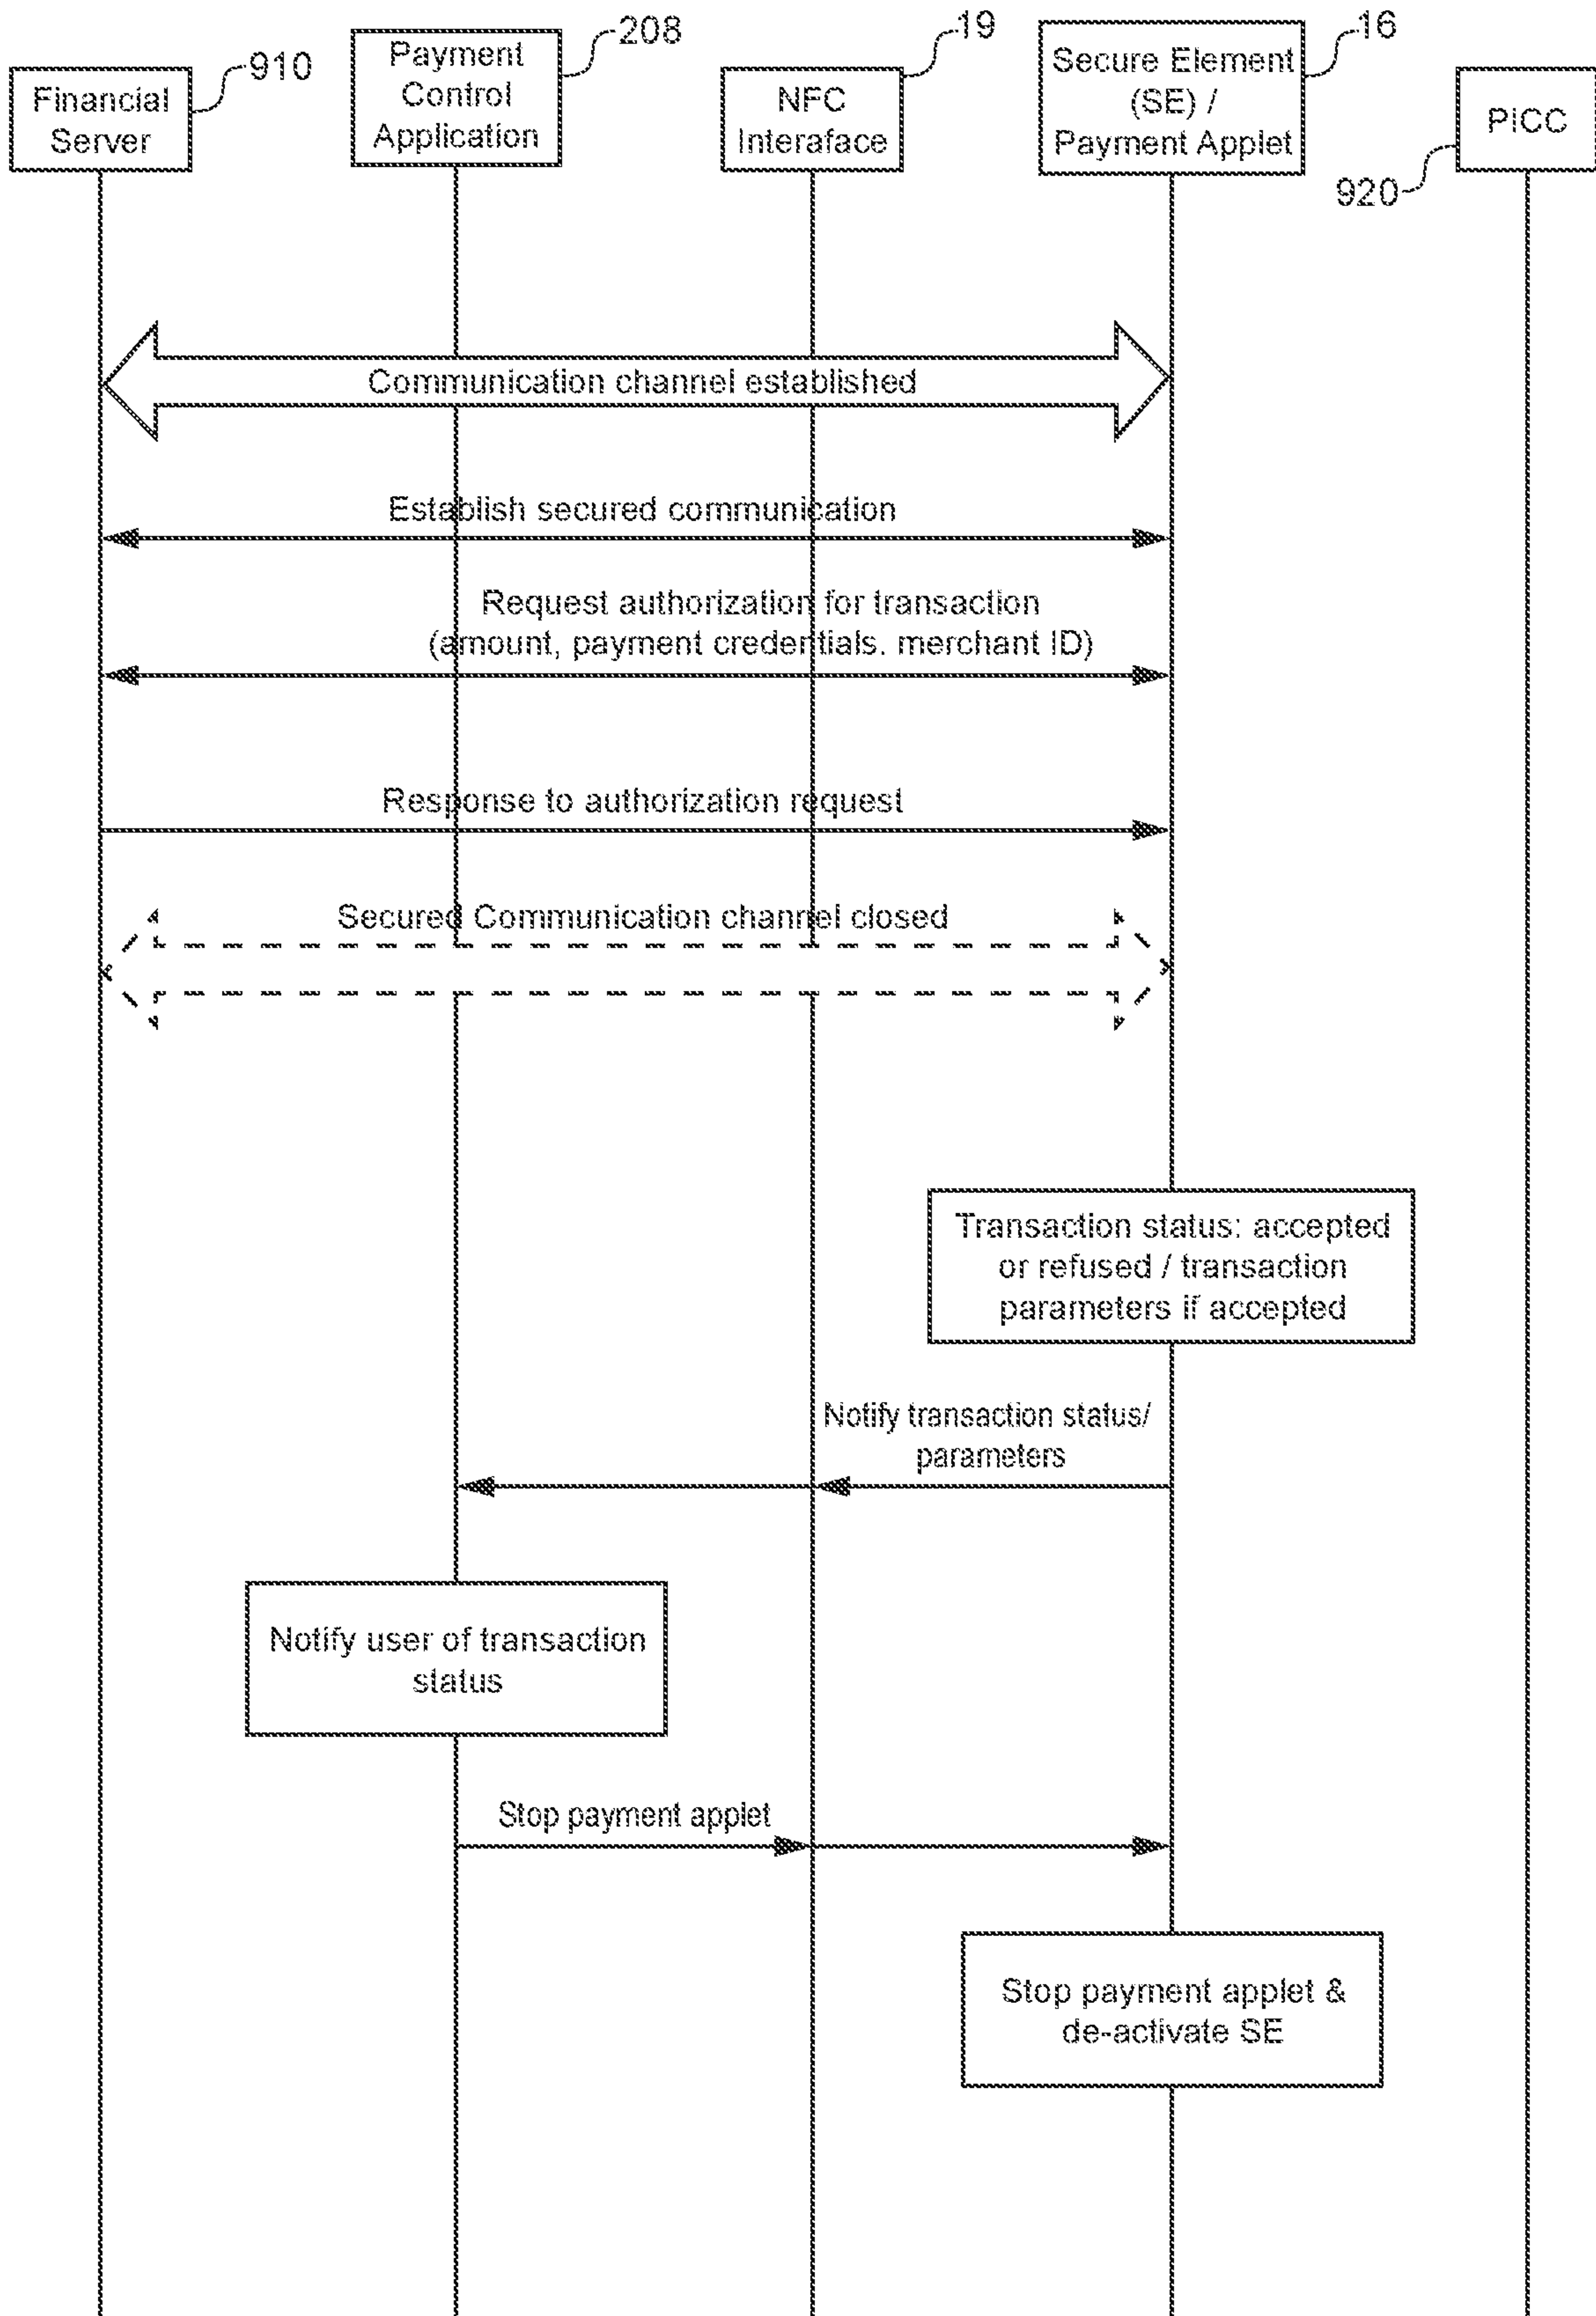 910
Financial
Server
208
Payment
Control
Application
19
NFC
Interaface
16
Secure Element
(SE) /
Payment Applet
920
PICC
Communication channel established
Establish secured communication
Request authorization for transaction
(amount, payment credentials. merchant ID)
Response to authorization request
Secured Communication channel closed
Transaction status: accepted
or refused / transaction
parameters if accepted
Notify transaction status/
parameters
Notify user of transaction
status
Stop payment applet
Stop payment applet &
de-activate SE